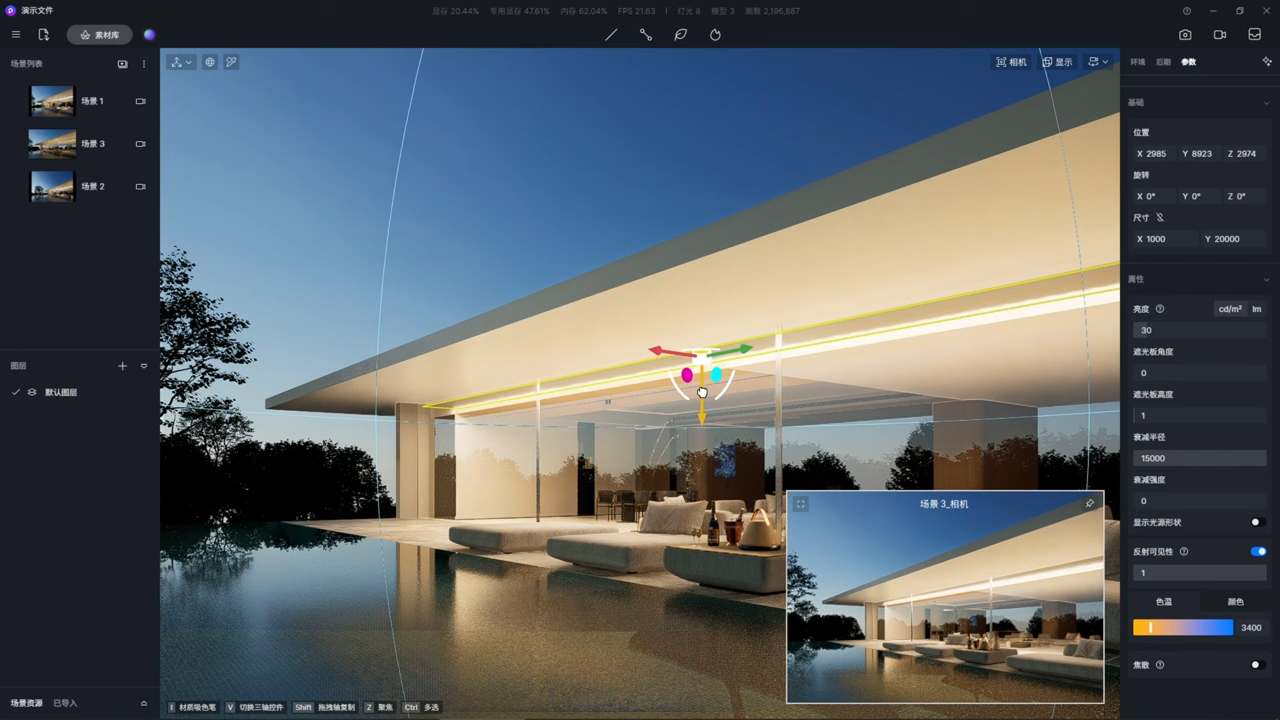 演示文件
显存 20.44% 专用显存 47.61% 内存 62.04% FPS 21.63 | 灯光 8 模型 3 面数 2,196,887
素材库
场景列表
场景 1
场景 3
场景 2
图层
默认图层
场景资源 已导入
相机 显示
场景 3_相机
I 材质吸色笔 V 切换三轴控件 Shift 拖拽轴复制 Z 聚焦 Ctrl 多选
环境 后期 参数
基础
位置
X 2985 Y 8923 Z 2974
旋转
X 0° Y 0° Z 0°
尺寸
X 1000 Y 20000
属性
亮度 cd/m² lm
30
遮光板角度
0
遮光板高度
1
衰减半径
15000
衰减强度
0
显示光源形状
反射可见性
1
色温 颜色
3400
焦散